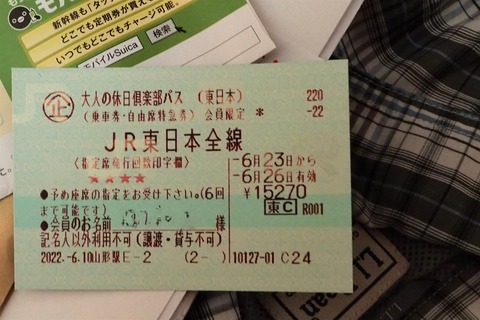 新幹線も「タッ
どこでも定期券が買えて
いつでもどこでもチャージ可能。
モバイルSuica 検索
企 大人の休日倶楽部パス (東日本) 220
(乗車券・自由席特急券) 会員限定 * -22
JR東日本全線
<指定席発行回数印字欄> -6月23日から
★★★★ -6月26日有効
●予め座席の指定をお受け下さい。(6回 ¥15270
まで可能です) 東C R001
●会員のお名前 様
記名人以外利用不可(譲渡・貸与不可)
2022.-6.10山形駅E-2 (2-) 10127-01 C24